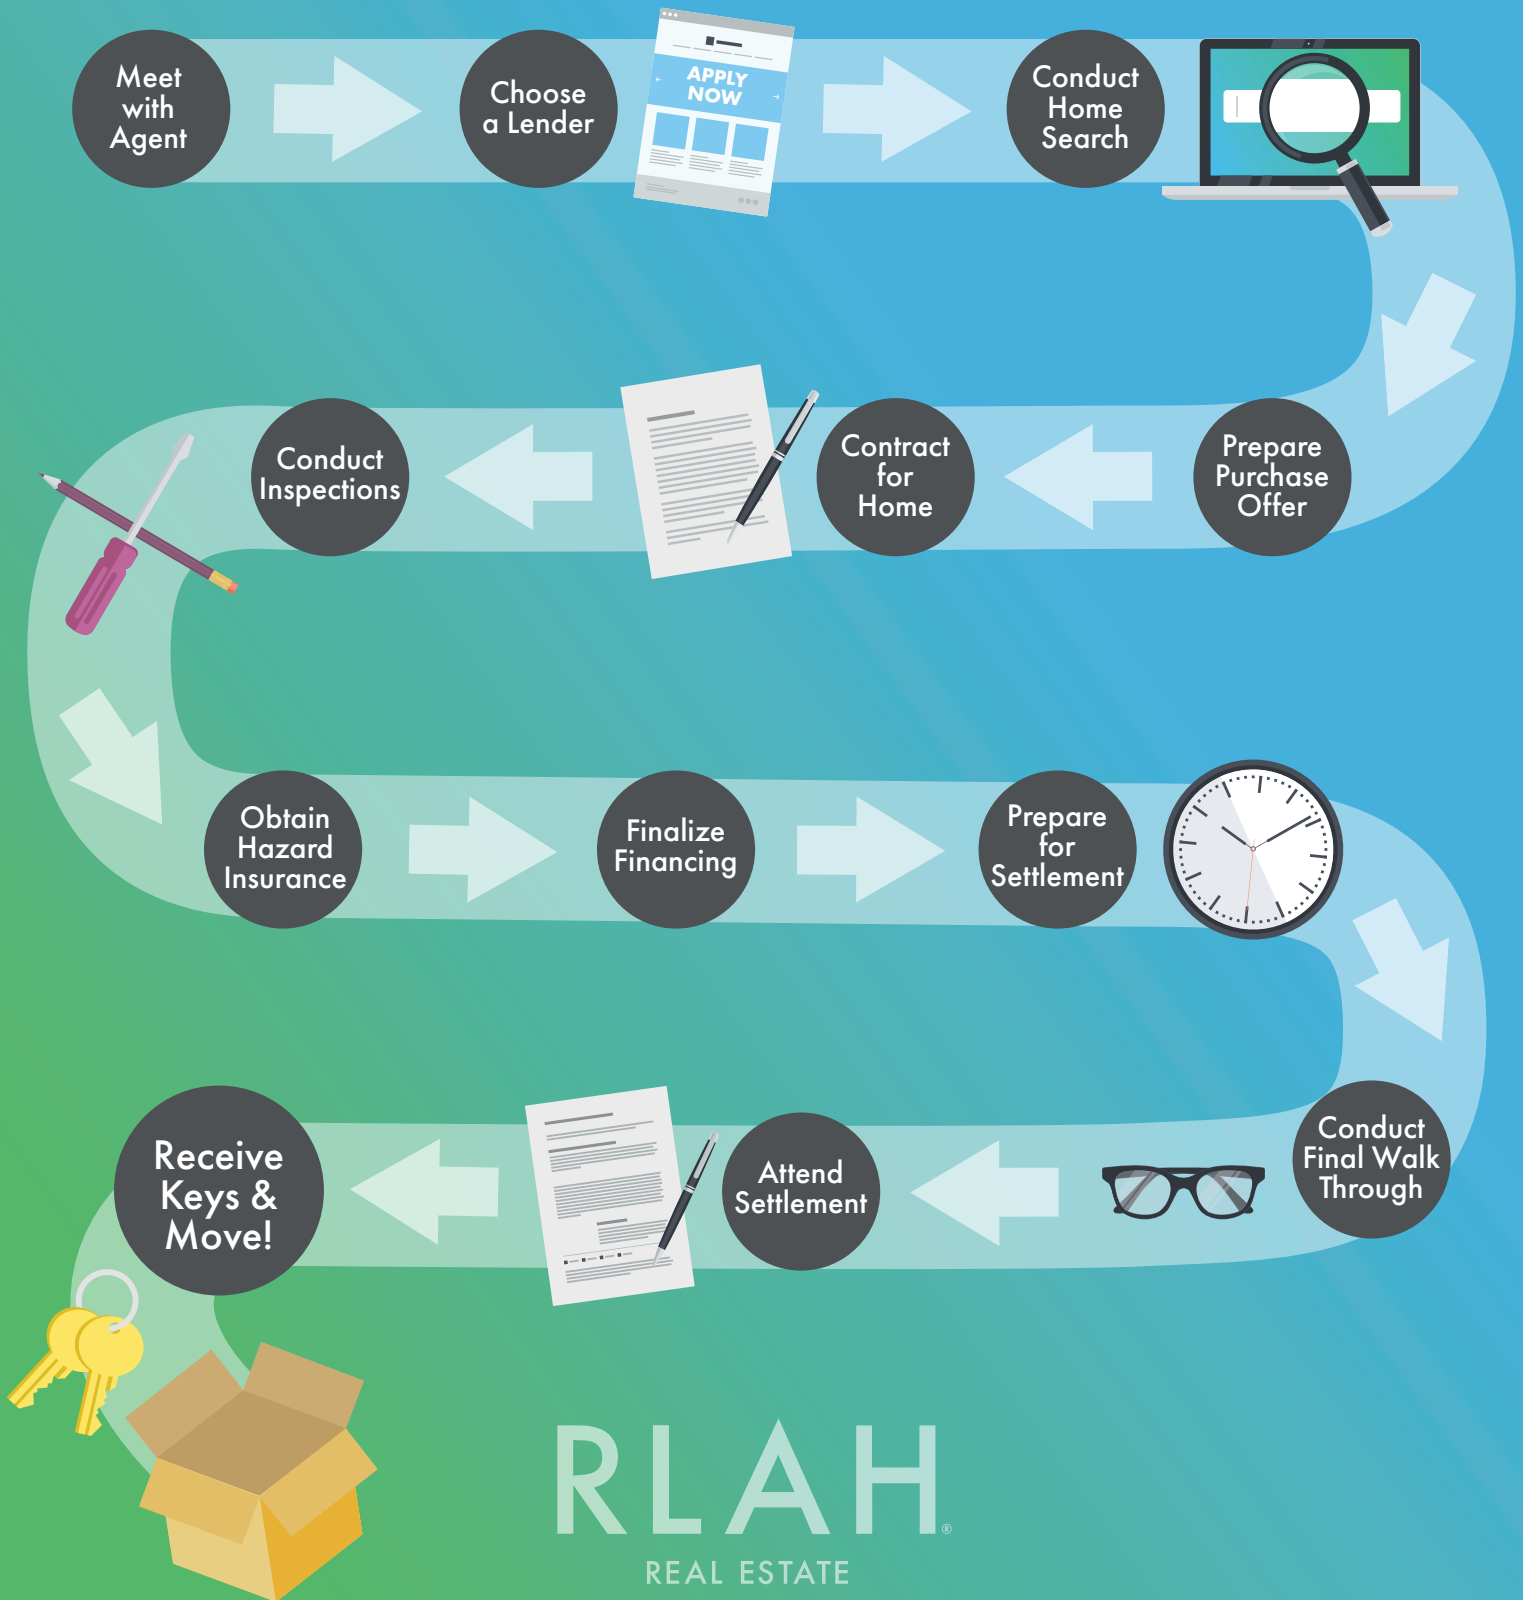 Meet
with
Agent
Choose
a Lender
APPLY
NOW
Conduct
Home
Search
Prepare
Purchase
Offer
Contract
for
Home
Conduct
Inspections
Obtain
Hazard
Insurance
Finalize
Financing
Prepare
for
Settlement
Conduct
Final Walk
Through
Attend
Settlement
Receive
Keys &
Move!
RLAH®
REAL ESTATE